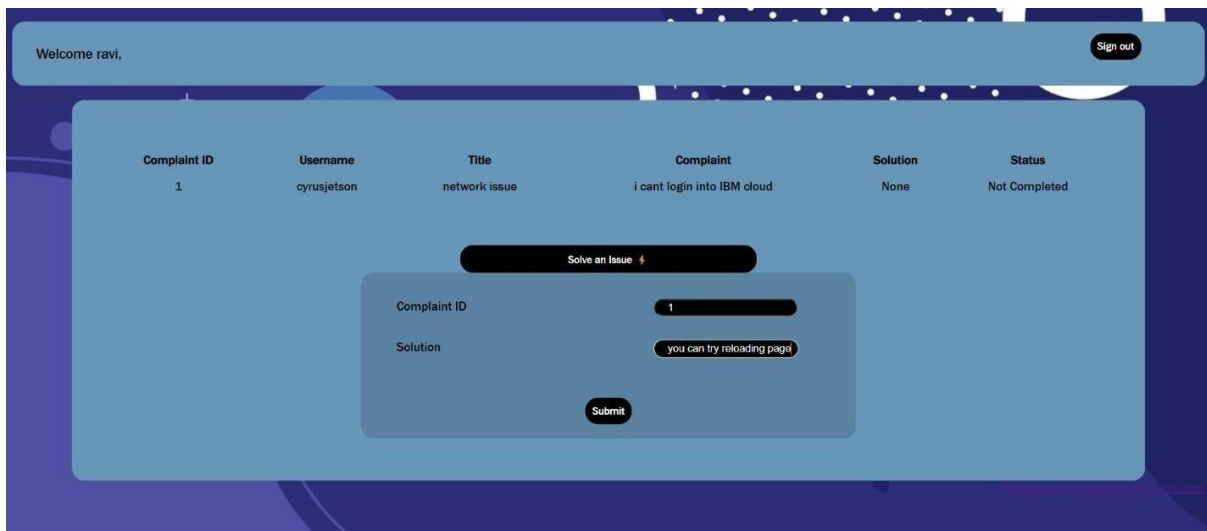 Welcome ravi,
Sign out
Complaint ID Username Title Complaint Solution Status
1 cyrusjetson network issue i cant login into IBM cloud None Not Completed
Solve an Issue
Complaint ID 1
Solution you can try reloading page
Submit